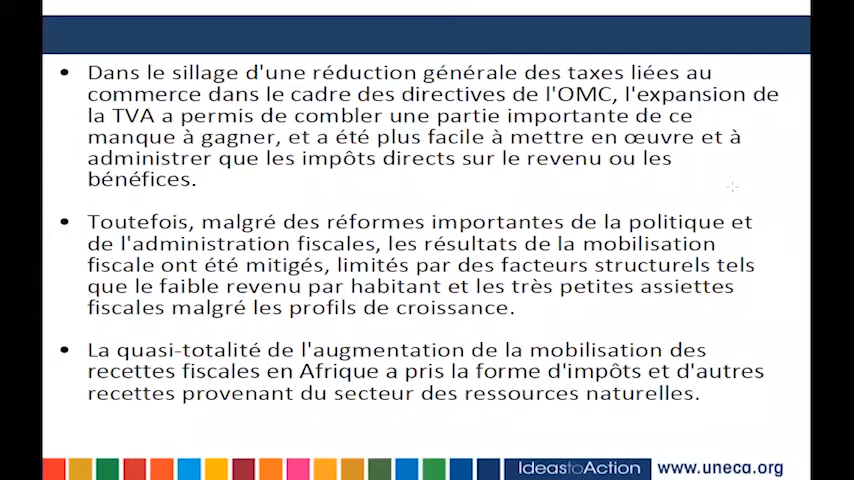 • Dans le sillage d'une réduction générale des taxes liées au
commerce dans le cadre des directives de l'OMC, l'expansion de
la TVA a permis de combler une partie importante de ce
manque à gagner, et a été plus facile à mettre en œuvre et à
administrer que les impôts directs sur le revenu ou les
bénéfices.
• Toutefois, malgré des réformes importantes de la politique et
de l'administration fiscales, les résultats de la mobilisation
fiscale ont été mitigés, limités par des facteurs structurels tels
que le faible revenu par habitant et les très petites assiettes
fiscales malgré les profils de croissance.
• La quasi-totalité de l'augmentation de la mobilisation des
recettes fiscales en Afrique a pris la forme d'impôts et d'autres
recettes provenant du secteur des ressources naturelles.
IdeastoAction www.uneca.org